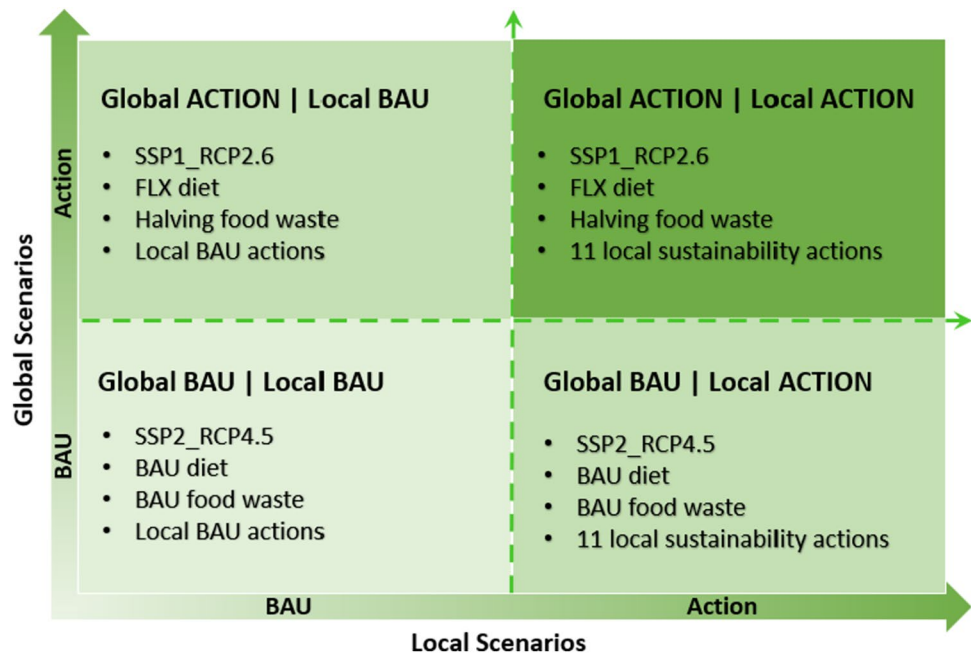 Global Scenarios
Action
BAU
Global ACTION | Local BAU
• SSP1_RCP2.6
• FLX diet
• Halving food waste
• Local BAU actions
Global ACTION | Local ACTION
• SSP1_RCP2.6
• FLX diet
• Halving food waste
• 11 local sustainability actions
Global BAU | Local BAU
• SSP2_RCP4.5
• BAU diet
• BAU food waste
• Local BAU actions
Global BAU | Local ACTION
• SSP2_RCP4.5
• BAU diet
• BAU food waste
• 11 local sustainability actions
BAU
Action
Local Scenarios